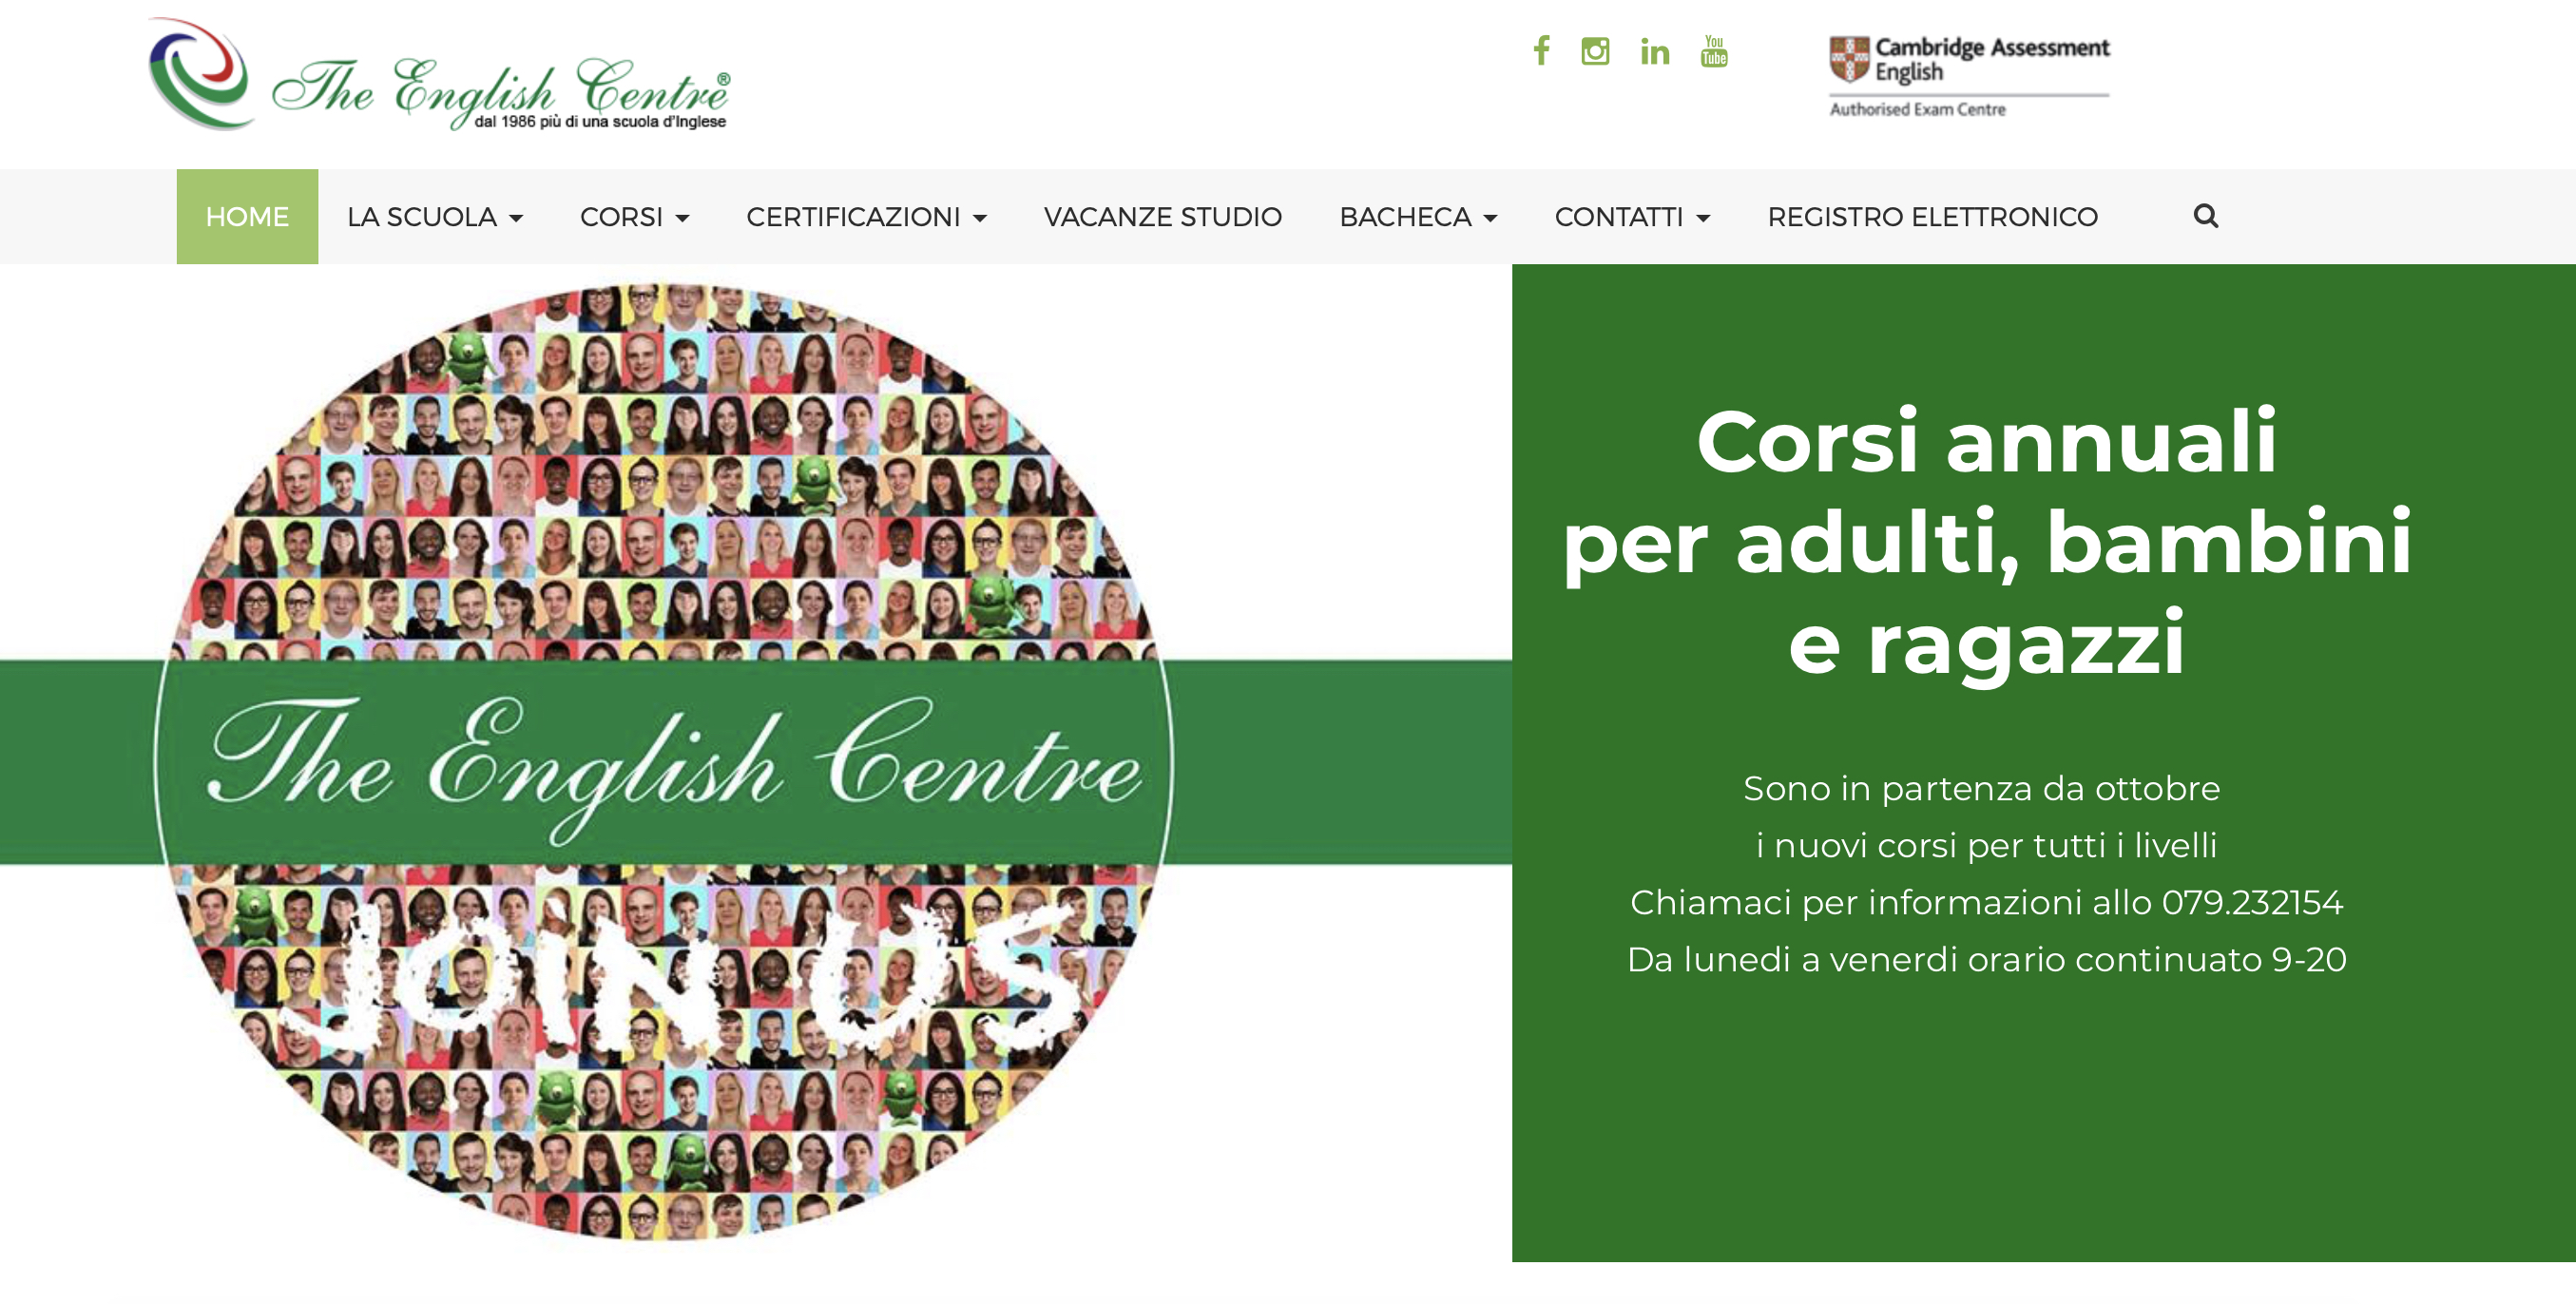 The English Centre®
dal 1986 più di una scuola d'Inglese
You
Tube
Cambridge Assessment
English
Authorised Exam Centre
HOME
LA SCUOLA
CORSI
CERTIFICAZIONI
VACANZE STUDIO
BACHECA
CONTATTI
REGISTRO ELETTRONICO
The English Centre
JOIN US
Corsi annuali
per adulti, bambini
e ragazzi
Sono in partenza da ottobre
i nuovi corsi per tutti i livelli
Chiamaci per informazioni allo 079.232154
Da lunedi a venerdi orario continuato 9-20